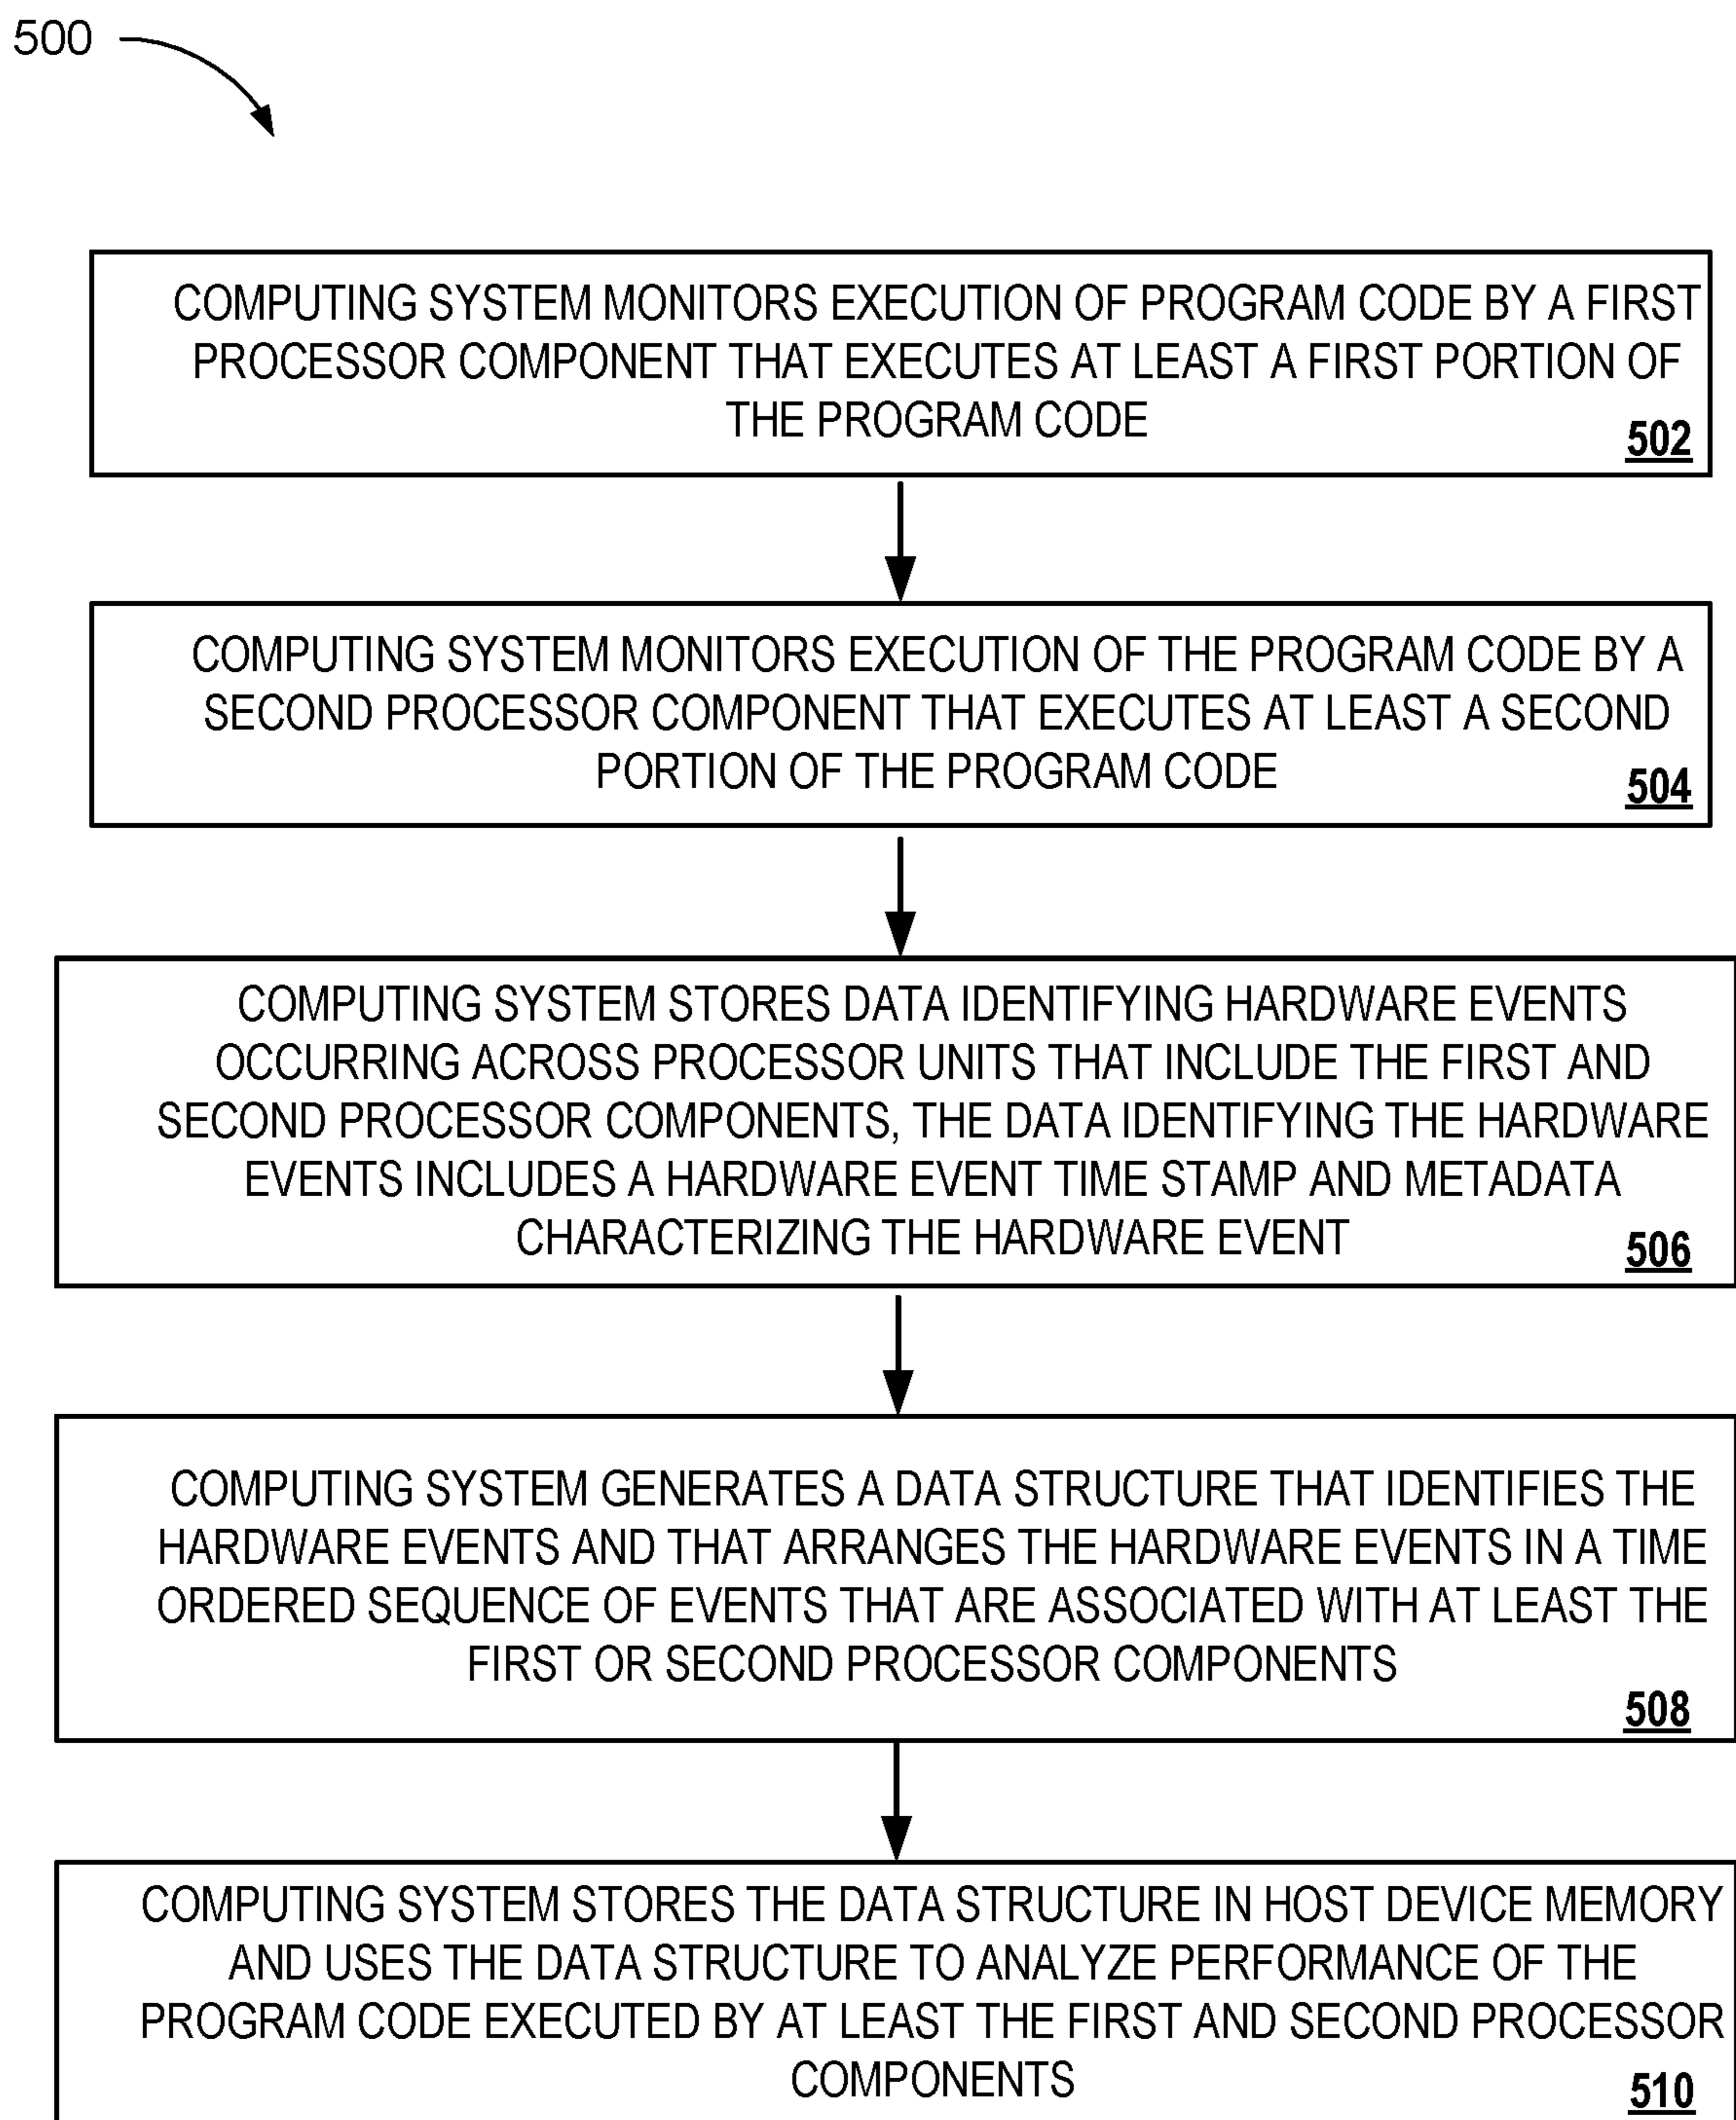 500
COMPUTING SYSTEM MONITORS EXECUTION OF PROGRAM CODE BY A FIRST
PROCESSOR COMPONENT THAT EXECUTES AT LEAST A FIRST PORTION OF
THE PROGRAM CODE
502
COMPUTING SYSTEM MONITORS EXECUTION OF THE PROGRAM CODE BY A
SECOND PROCESSOR COMPONENT THAT EXECUTES AT LEAST A SECOND
PORTION OF THE PROGRAM CODE
504
COMPUTING SYSTEM STORES DATA IDENTIFYING HARDWARE EVENTS
OCCURRING ACROSS PROCESSOR UNITS THAT INCLUDE THE FIRST AND
SECOND PROCESSOR COMPONENTS, THE DATA IDENTIFYING THE HARDWARE
EVENTS INCLUDES A HARDWARE EVENT TIME STAMP AND METADATA
CHARACTERIZING THE HARDWARE EVENT
506
COMPUTING SYSTEM GENERATES A DATA STRUCTURE THAT IDENTIFIES THE
HARDWARE EVENTS AND THAT ARRANGES THE HARDWARE EVENTS IN A TIME
ORDERED SEQUENCE OF EVENTS THAT ARE ASSOCIATED WITH AT LEAST THE
FIRST OR SECOND PROCESSOR COMPONENTS
508
COMPUTING SYSTEM STORES THE DATA STRUCTURE IN HOST DEVICE MEMORY
AND USES THE DATA STRUCTURE TO ANALYZE PERFORMANCE OF THE
PROGRAM CODE EXECUTED BY AT LEAST THE FIRST AND SECOND PROCESSOR
COMPONENTS
510